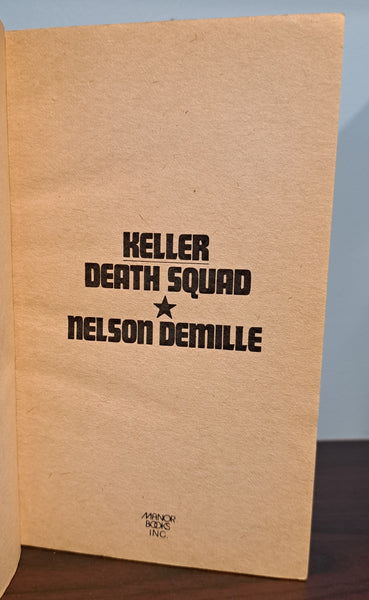 KELLER
DEATH SQUAD
★
NELSON DEMILLE
MANOR
BOOKS
INC.